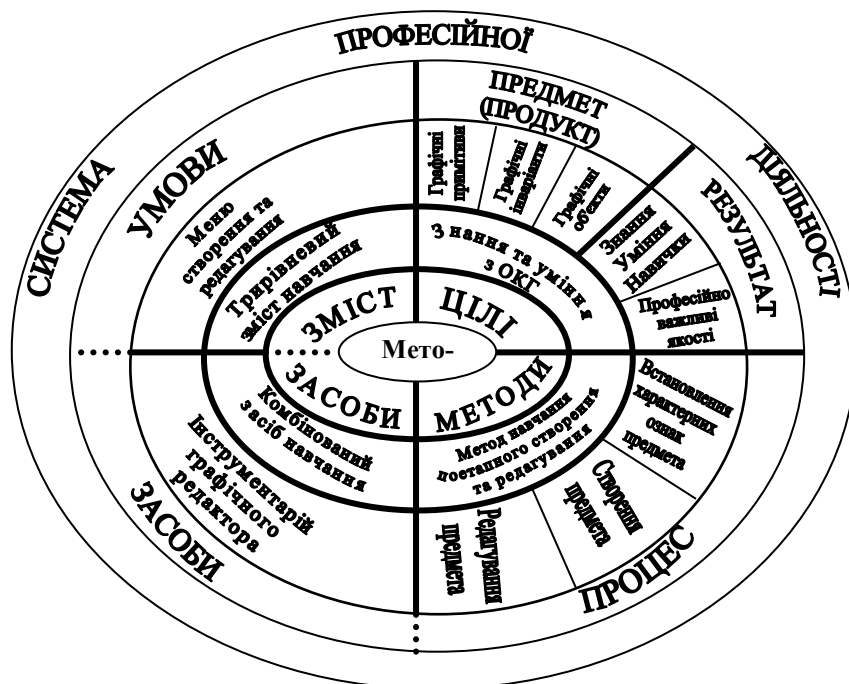 СИСТЕМА
ПРОФЕСІЙНОЇ
ДІЯЛЬНОСТІ
УМОВИ
ПРЕДМЕТ
(ПРОДУКТ)
РЕЗУЛЬТАТ
Меню
створення та
редагування
Графічні
примітиви
Графічні
інваріанти
Графічні
об'єкти
Знання
Уміння
Навички
Професійно
важливі
якості
Трирівневий
зміст навчання
Знання та уміння
з ОКГ
ЗМІСТ
ЦІЛІ
Мето-
ЗАСОБИ
МЕТОДИ
Комбінований
засіб навчання
Метод навчання
поетапного створення
та редагування
Інструментарій
графічного
редактора
Встановлення
характерних
ознак
предмета
Створення
предмета
Редагування
предмета
ЗАСОБИ
ПРОЦЕС